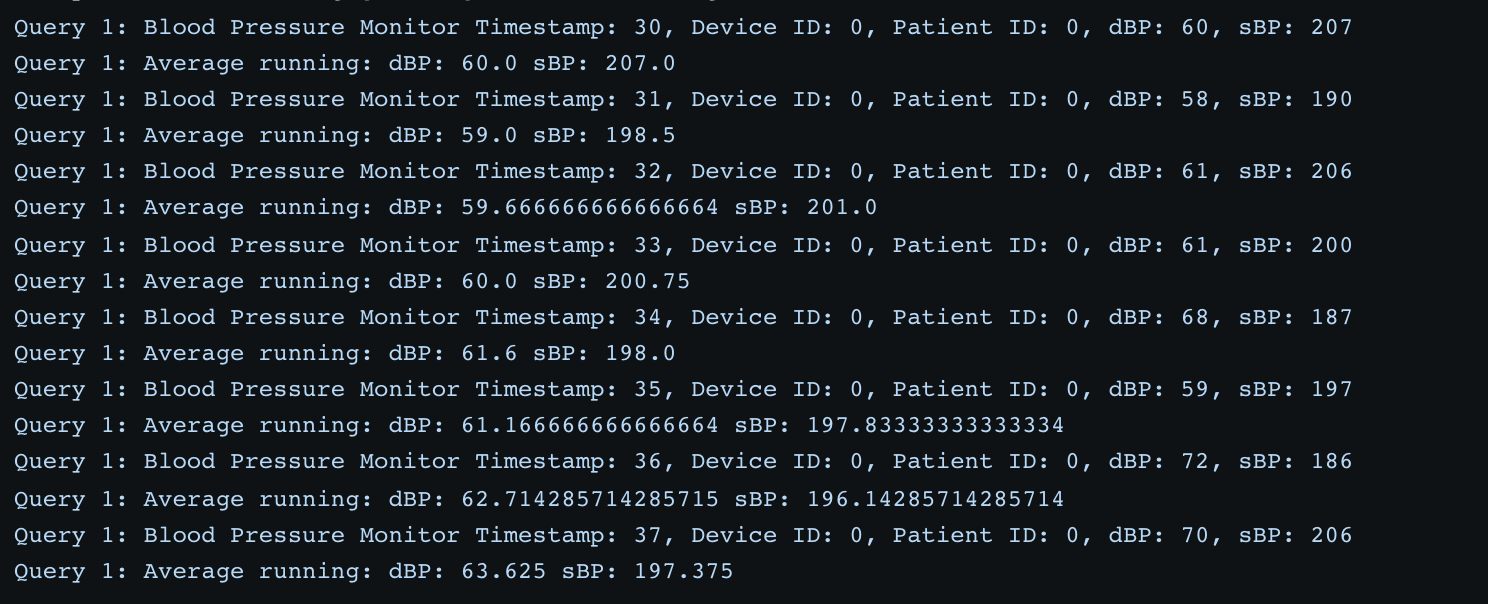 Query 1: Blood Pressure Monitor Timestamp: 30, Device ID: 0, Patient ID: 0, dBP: 60, sBP: 207
Query 1: Average running: dBP: 60.0 sBP: 207.0
Query 1: Blood Pressure Monitor Timestamp: 31, Device ID: 0, Patient ID: 0, dBP: 58, sBP: 190
Query 1: Average running: dBP: 59.0 sBP: 198.5
Query 1: Blood Pressure Monitor Timestamp: 32, Device ID: 0, Patient ID: 0, dBP: 61, sBP: 206
Query 1: Average running: dBP: 59.666666666666664 sBP: 201.0
Query 1: Blood Pressure Monitor Timestamp: 33, Device ID: 0, Patient ID: 0, dBP: 61, sBP: 200
Query 1: Average running: dBP: 60.0 sBP: 200.75
Query 1: Blood Pressure Monitor Timestamp: 34, Device ID: 0, Patient ID: 0, dBP: 68, sBP: 187
Query 1: Average running: dBP: 61.6 sBP: 198.0
Query 1: Blood Pressure Monitor Timestamp: 35, Device ID: 0, Patient ID: 0, dBP: 59, sBP: 197
Query 1: Average running: dBP: 61.166666666666664 sBP: 197.83333333333334
Query 1: Blood Pressure Monitor Timestamp: 36, Device ID: 0, Patient ID: 0, dBP: 72, sBP: 186
Query 1: Average running: dBP: 62.714285714285715 sBP: 196.14285714285714
Query 1: Blood Pressure Monitor Timestamp: 37, Device ID: 0, Patient ID: 0, dBP: 70, sBP: 206
Query 1: Average running: dBP: 63.625 sBP: 197.375